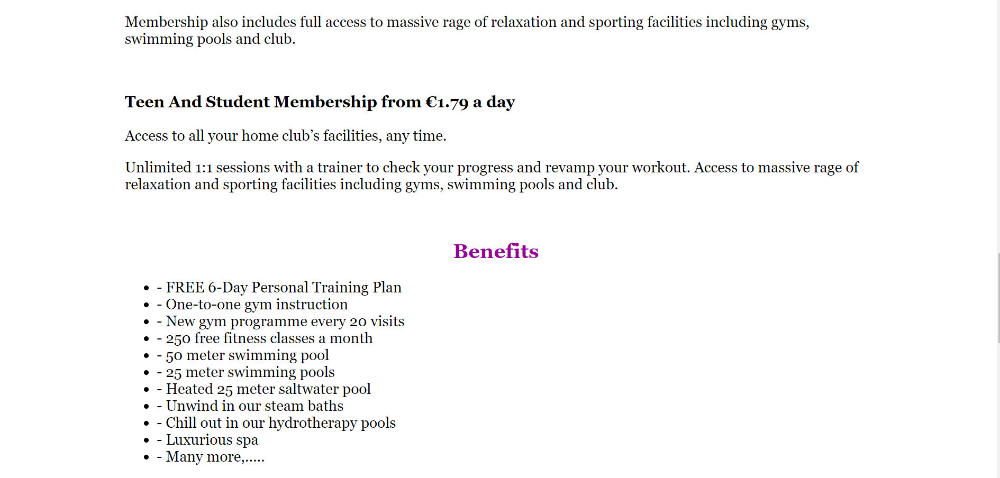 Membership also includes full access to massive rage of relaxation and sporting facilities including gyms,
swimming pools and club.
Teen And Student Membership from €1.79 a day
Access to all your home club’s facilities, any time.
Unlimited 1:1 sessions with a trainer to check your progress and revamp your workout. Access to massive rage of
relaxation and sporting facilities including gyms, swimming pools and club.
Benefits
• - FREE 6-Day Personal Training Plan
• - One-to-one gym instruction
• - New gym programme every 20 visits
• - 250 free fitness classes a month
• - 50 meter swimming pool
• - 25 meter swimming pools
• - Heated 25 meter saltwater pool
• - Unwind in our steam baths
• - Chill out in our hydrotherapy pools
• - Luxurious spa
• - Many more,.....